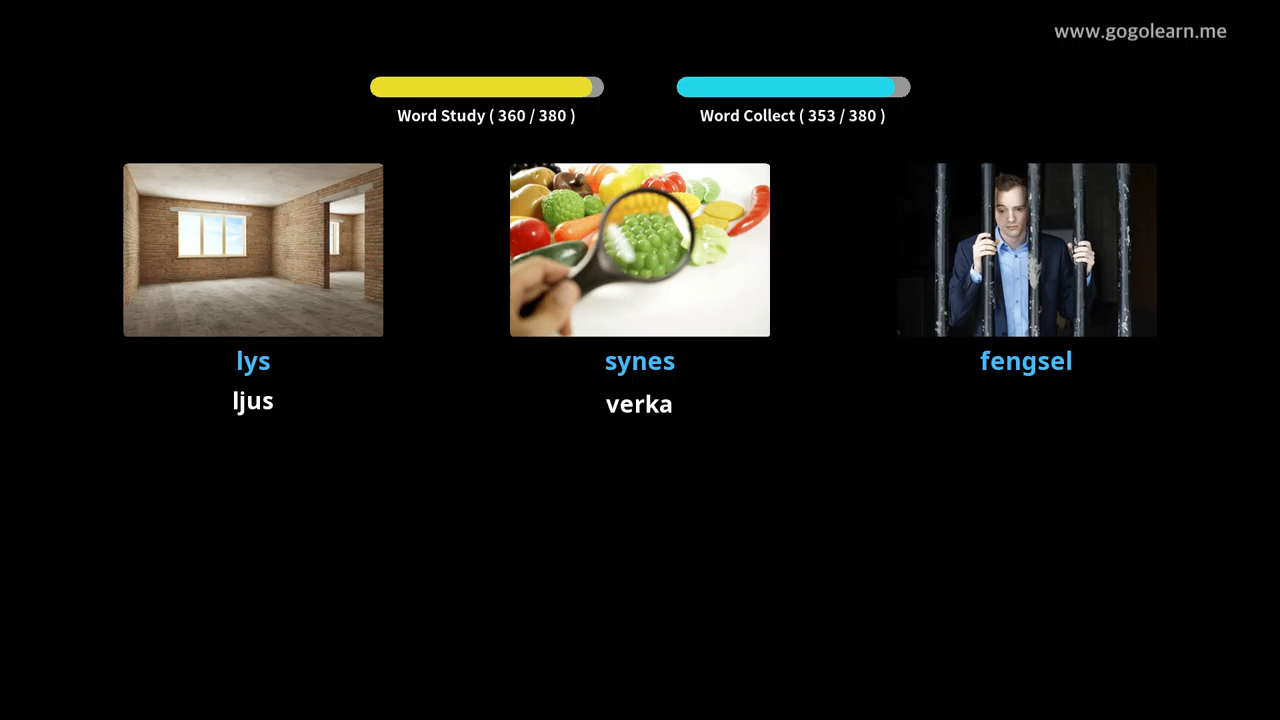 www.gogolearn.me
Word Study ( 360 / 380 )
Word Collect ( 353 / 380 )
lys
synes
fengsel
ljus
verka